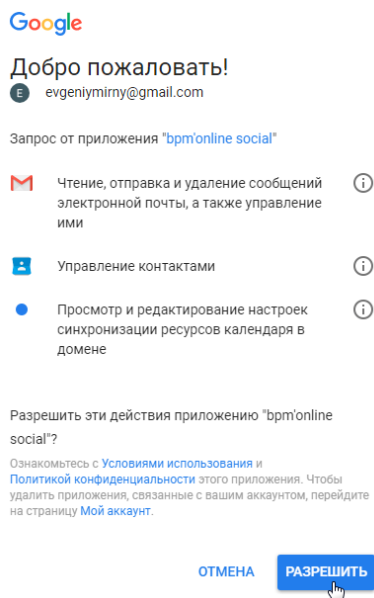 Google
Добро пожаловать!
E evgeniymirny@gmail.com
Запрос от приложения "bpm'online social"
Чтение, отправка и удаление сообщений
электронной почты, а также управление
ими
Управление контактами
Просмотр и редактирование настроек
синхронизации ресурсов календаря в
домене
Разрешить эти действия приложению "bpm'online
social"?
Ознакомьтесь с Условиями использования и
Политикой конфиденциальности этого приложения. Чтобы
удалить приложения, связанные с вашим аккаунтом, перейдите
на страницу Мой аккаунт.
ОТМЕНА РАЗРЕШИТЬ